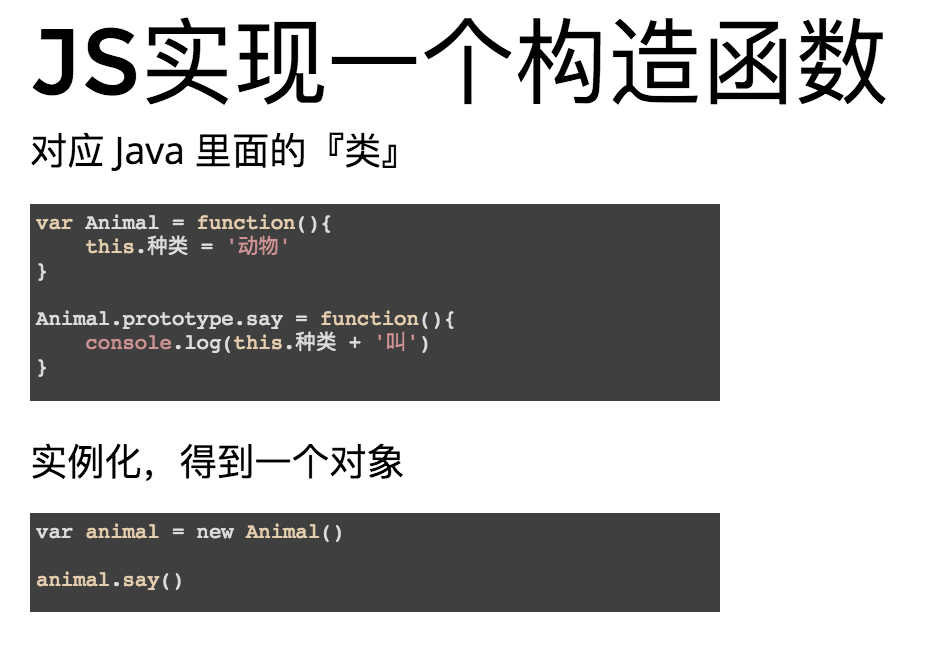 JS实现一个构造函数
对应 Java 里面的『类』
var Animal = function(){
    this.种类 = '动物'
}
Animal.prototype.say = function(){
    console.log(this.种类 + '叫')
}
实例化，得到一个对象
var animal = new Animal()
animal.say()